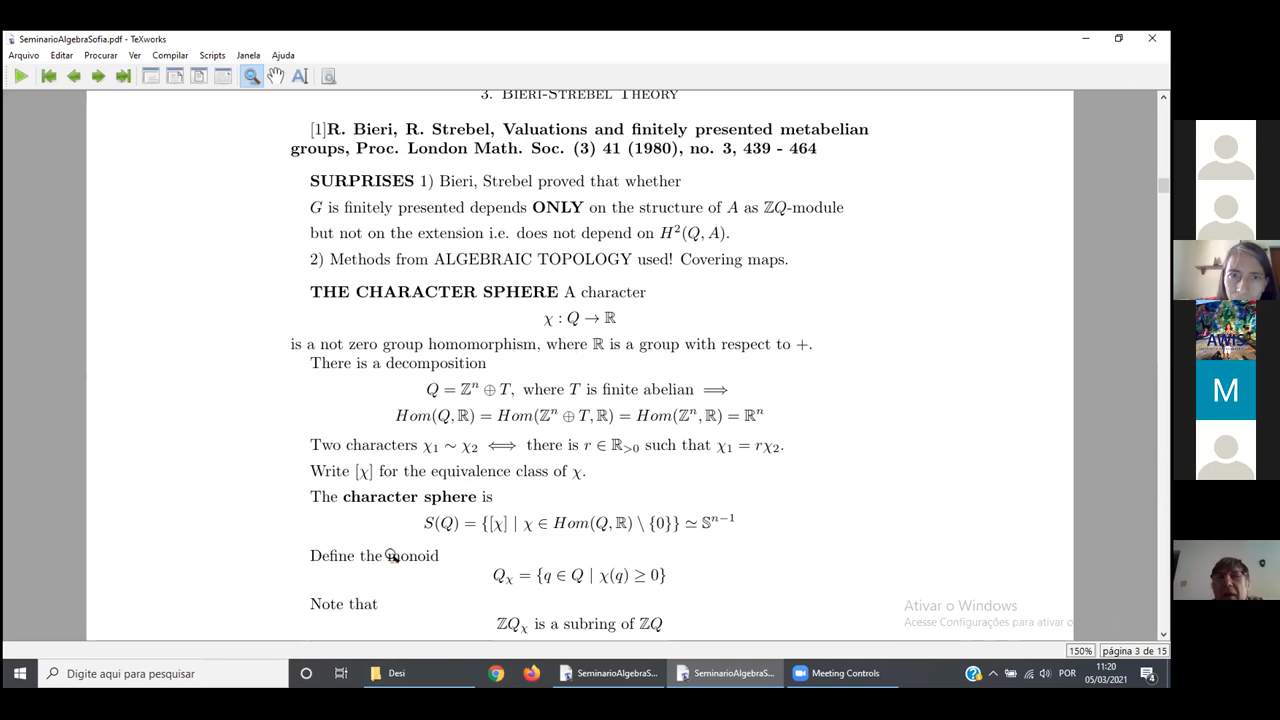 SeminarioAlgebraSofia.pdf - TeXworks
Arquivo Editar Procurar Ver Compilar Scripts Janela Ajuda
3. BIERI-STREBEL THEORY
[1]R. Bieri, R. Strebel, Valuations and finitely presented metabelian
groups, Proc. London Math. Soc. (3) 41 (1980), no. 3, 439 - 464
SURPRISES 1) Bieri, Strebel proved that whether
G is finitely presented depends ONLY on the structure of A as ℤQ-module
but not on the extension i.e. does not depend on H²(Q, A).
2) Methods from ALGEBRAIC TOPOLOGY used! Covering maps.
THE CHARACTER SPHERE A character
χ : Q → ℝ
is a not zero group homomorphism, where ℝ is a group with respect to +.
There is a decomposition
Q = ℤⁿ ⊕ T, where T is finite abelian ⟹
Hom(Q, ℝ) = Hom(ℤⁿ ⊕ T, ℝ) = Hom(ℤⁿ, ℝ) = ℝⁿ
Two characters χ₁ ∼ χ₂ ⟺ there is r ∈ ℝ>0 such that χ₁ = rχ₂.
Write [χ] for the equivalence class of χ.
The character sphere is
S(Q) = {[χ] | χ ∈ Hom(Q, ℝ) \ {0}} ≃ 𝕊ⁿ⁻¹
Define the monoid
Q_χ = {q ∈ Q | χ(q) ≥ 0}
Note that
ℤQ_χ is a subring of ℤQ
Ativar o Windows
Acesse Configurações para ativar o
150% página 3 de 15
AWIS
M
Digite aqui para pesquisar
Desi
SeminarioAlgebraS...
SeminarioAlgebraS...
Meeting Controls
POR
11:20
05/03/2021
4